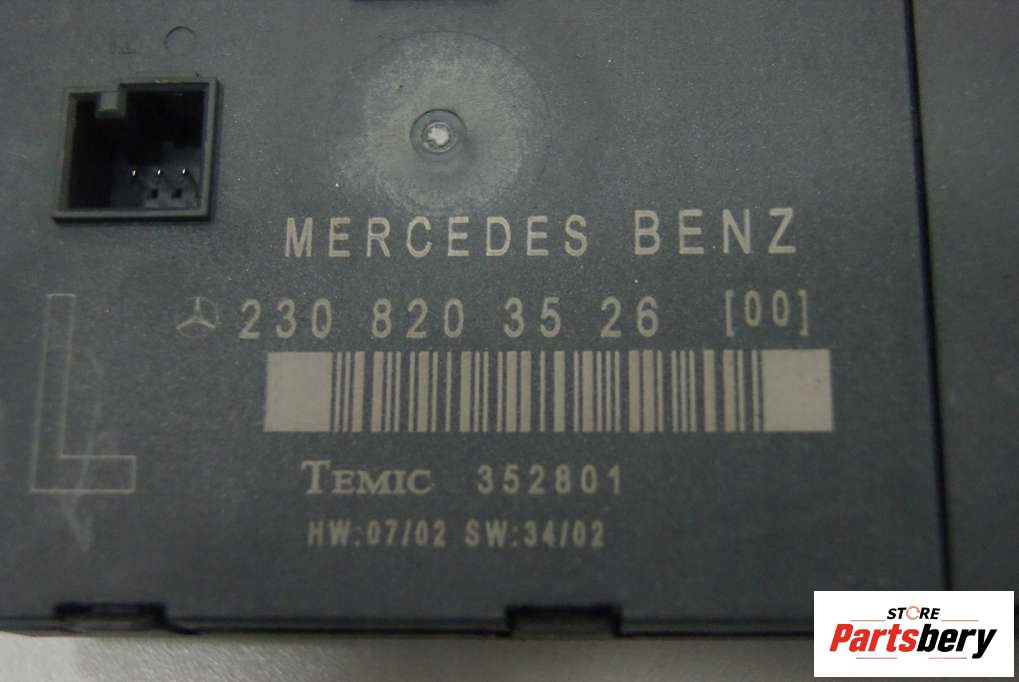 MERCEDES BENZ
230 820 35 26 [00]
L
TEMIC 352801
HW:07/02 SW:34/02
STORE
Partsbery